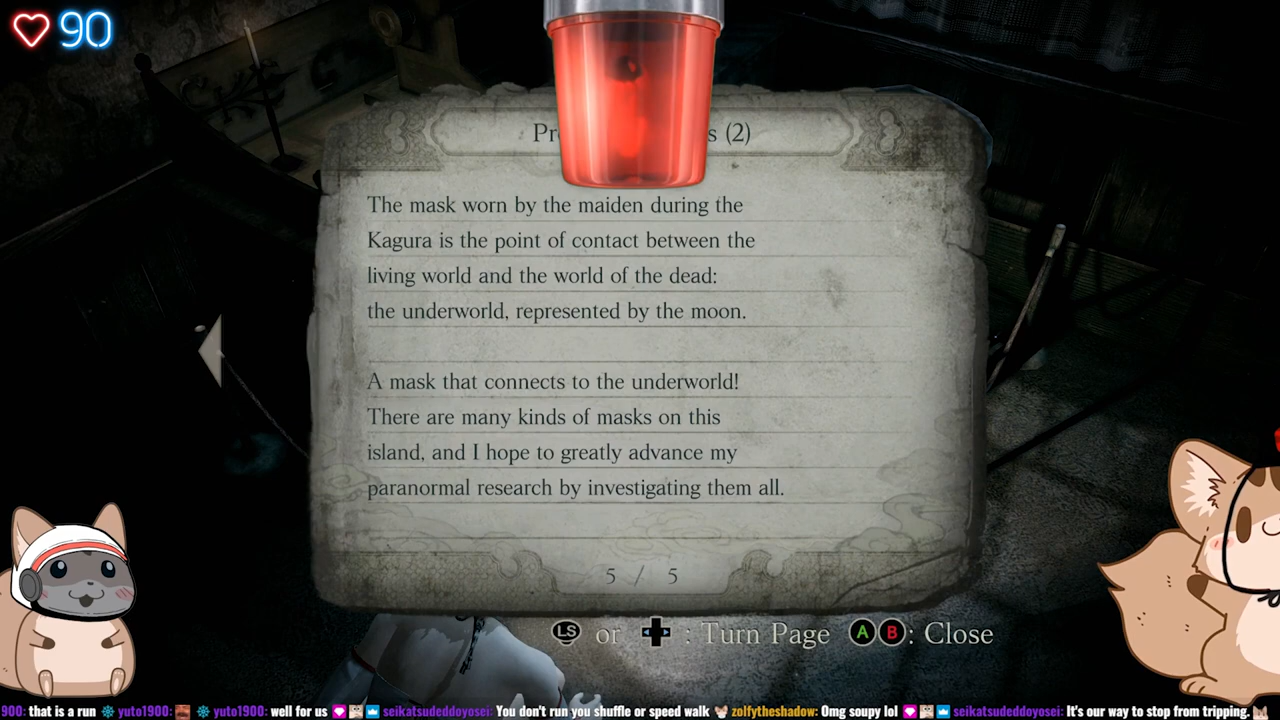 90
s (2)
The mask worn by the maiden during the
Kagura is the point of contact between the
living world and the world of the dead:
the underworld, represented by the moon.
A mask that connects to the underworld!
There are many kinds of masks on this
island, and I hope to greatly advance my
paranormal research by investigating them all.
5 / 5
LS or : Turn Page A B : Close
900: that is a run yuto1900: yuto1900: well for us seikatsudeddoyosei: You don't run you shuffle or speed walk zolfytheshadow: Omg soupy lol seikatsudeddoyosei: It's our way to stop from tripping.